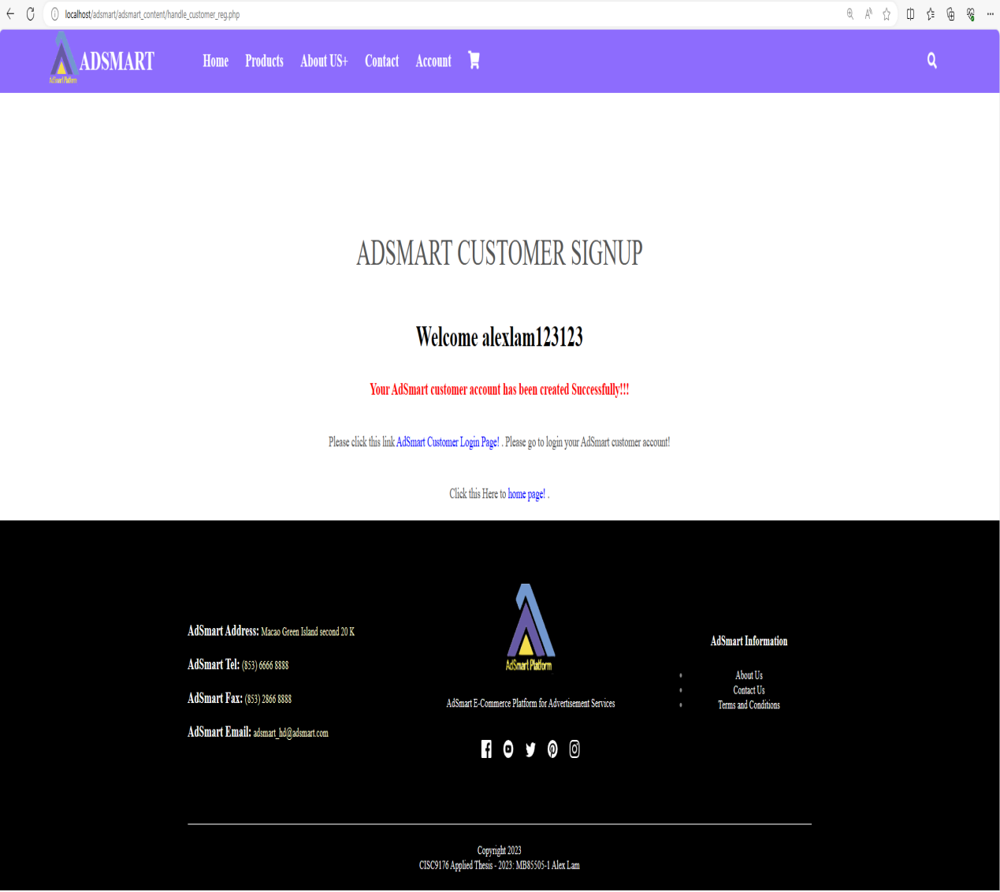 localhost/adsmart/adsmart_content/handle_customer_reg.php
AdSmart Platform
ADSMART Home Products About US+ Contact Account
ADSMART CUSTOMER SIGNUP
Welcome alexlam123123
Your AdSmart customer account has been created Successfully!!!
Please click this link AdSmart Customer Login Page! . Please go to login your AdSmart customer account!
Click this Here to home page! .
AdSmart Address: Macao Green Island second 20 K
AdSmart Tel: (853) 6666 8888
AdSmart Fax: (853) 2866 8888
AdSmart Email: adsmart_hd@adsmart.com
AdSmart Platform
AdSmart E-Commerce Platform for Advertisement Services
AdSmart Information
About Us
Contact Us
Terms and Conditions
Copyright 2023
CISC9176 Applied Thesis - 2023: MB85505-1 Alex Lam